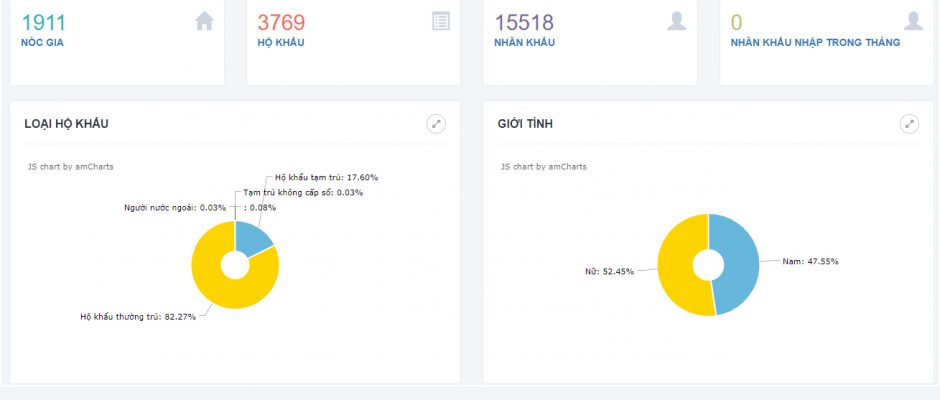 1911
NÓC GIA
3769
HỘ KHẨU
15518
NHÂN KHẨU
0
NHÂN KHẨU NHẬP TRONG THÁNG
LOẠI HỘ KHẨU
JS chart by amCharts
Hộ khẩu tạm trú: 17.60%
Tạm trú không cấp số: 0.03%
Người nước ngoài: 0.03%
: 0.08%
Hộ khẩu thường trú: 82.27%
GIỚI TÍNH
JS chart by amCharts
Nữ: 52.45%
Nam: 47.55%